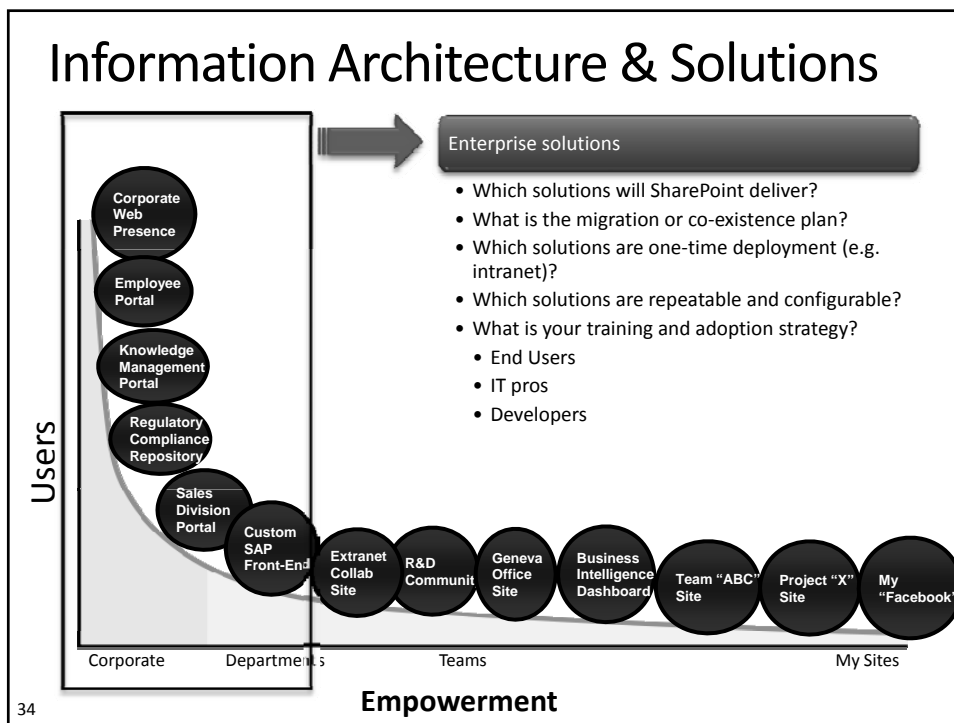 Information Architecture & Solutions
Enterprise solutions
• Which solutions will SharePoint deliver?
• What is the migration or co-existence plan?
• Which solutions are one-time deployment (e.g.
intranet)?
• Which solutions are repeatable and configurable?
• What is your training and adoption strategy?
• End Users
• IT pros
• Developers
Users
Corporate
Web
Presence
Employee
Portal
Knowledge
Management
Portal
Regulatory
Compliance
Repository
Sales
Division
Portal
Custom
SAP
Front-End
Extranet
Collab
Site
R&D
Communit
Geneva
Office
Site
Business
Intelligence
Dashboard
Team “ABC”
Site
Project “X”
Site
My
“Facebook”
Corporate
Departments
Teams
My Sites
Empowerment
34